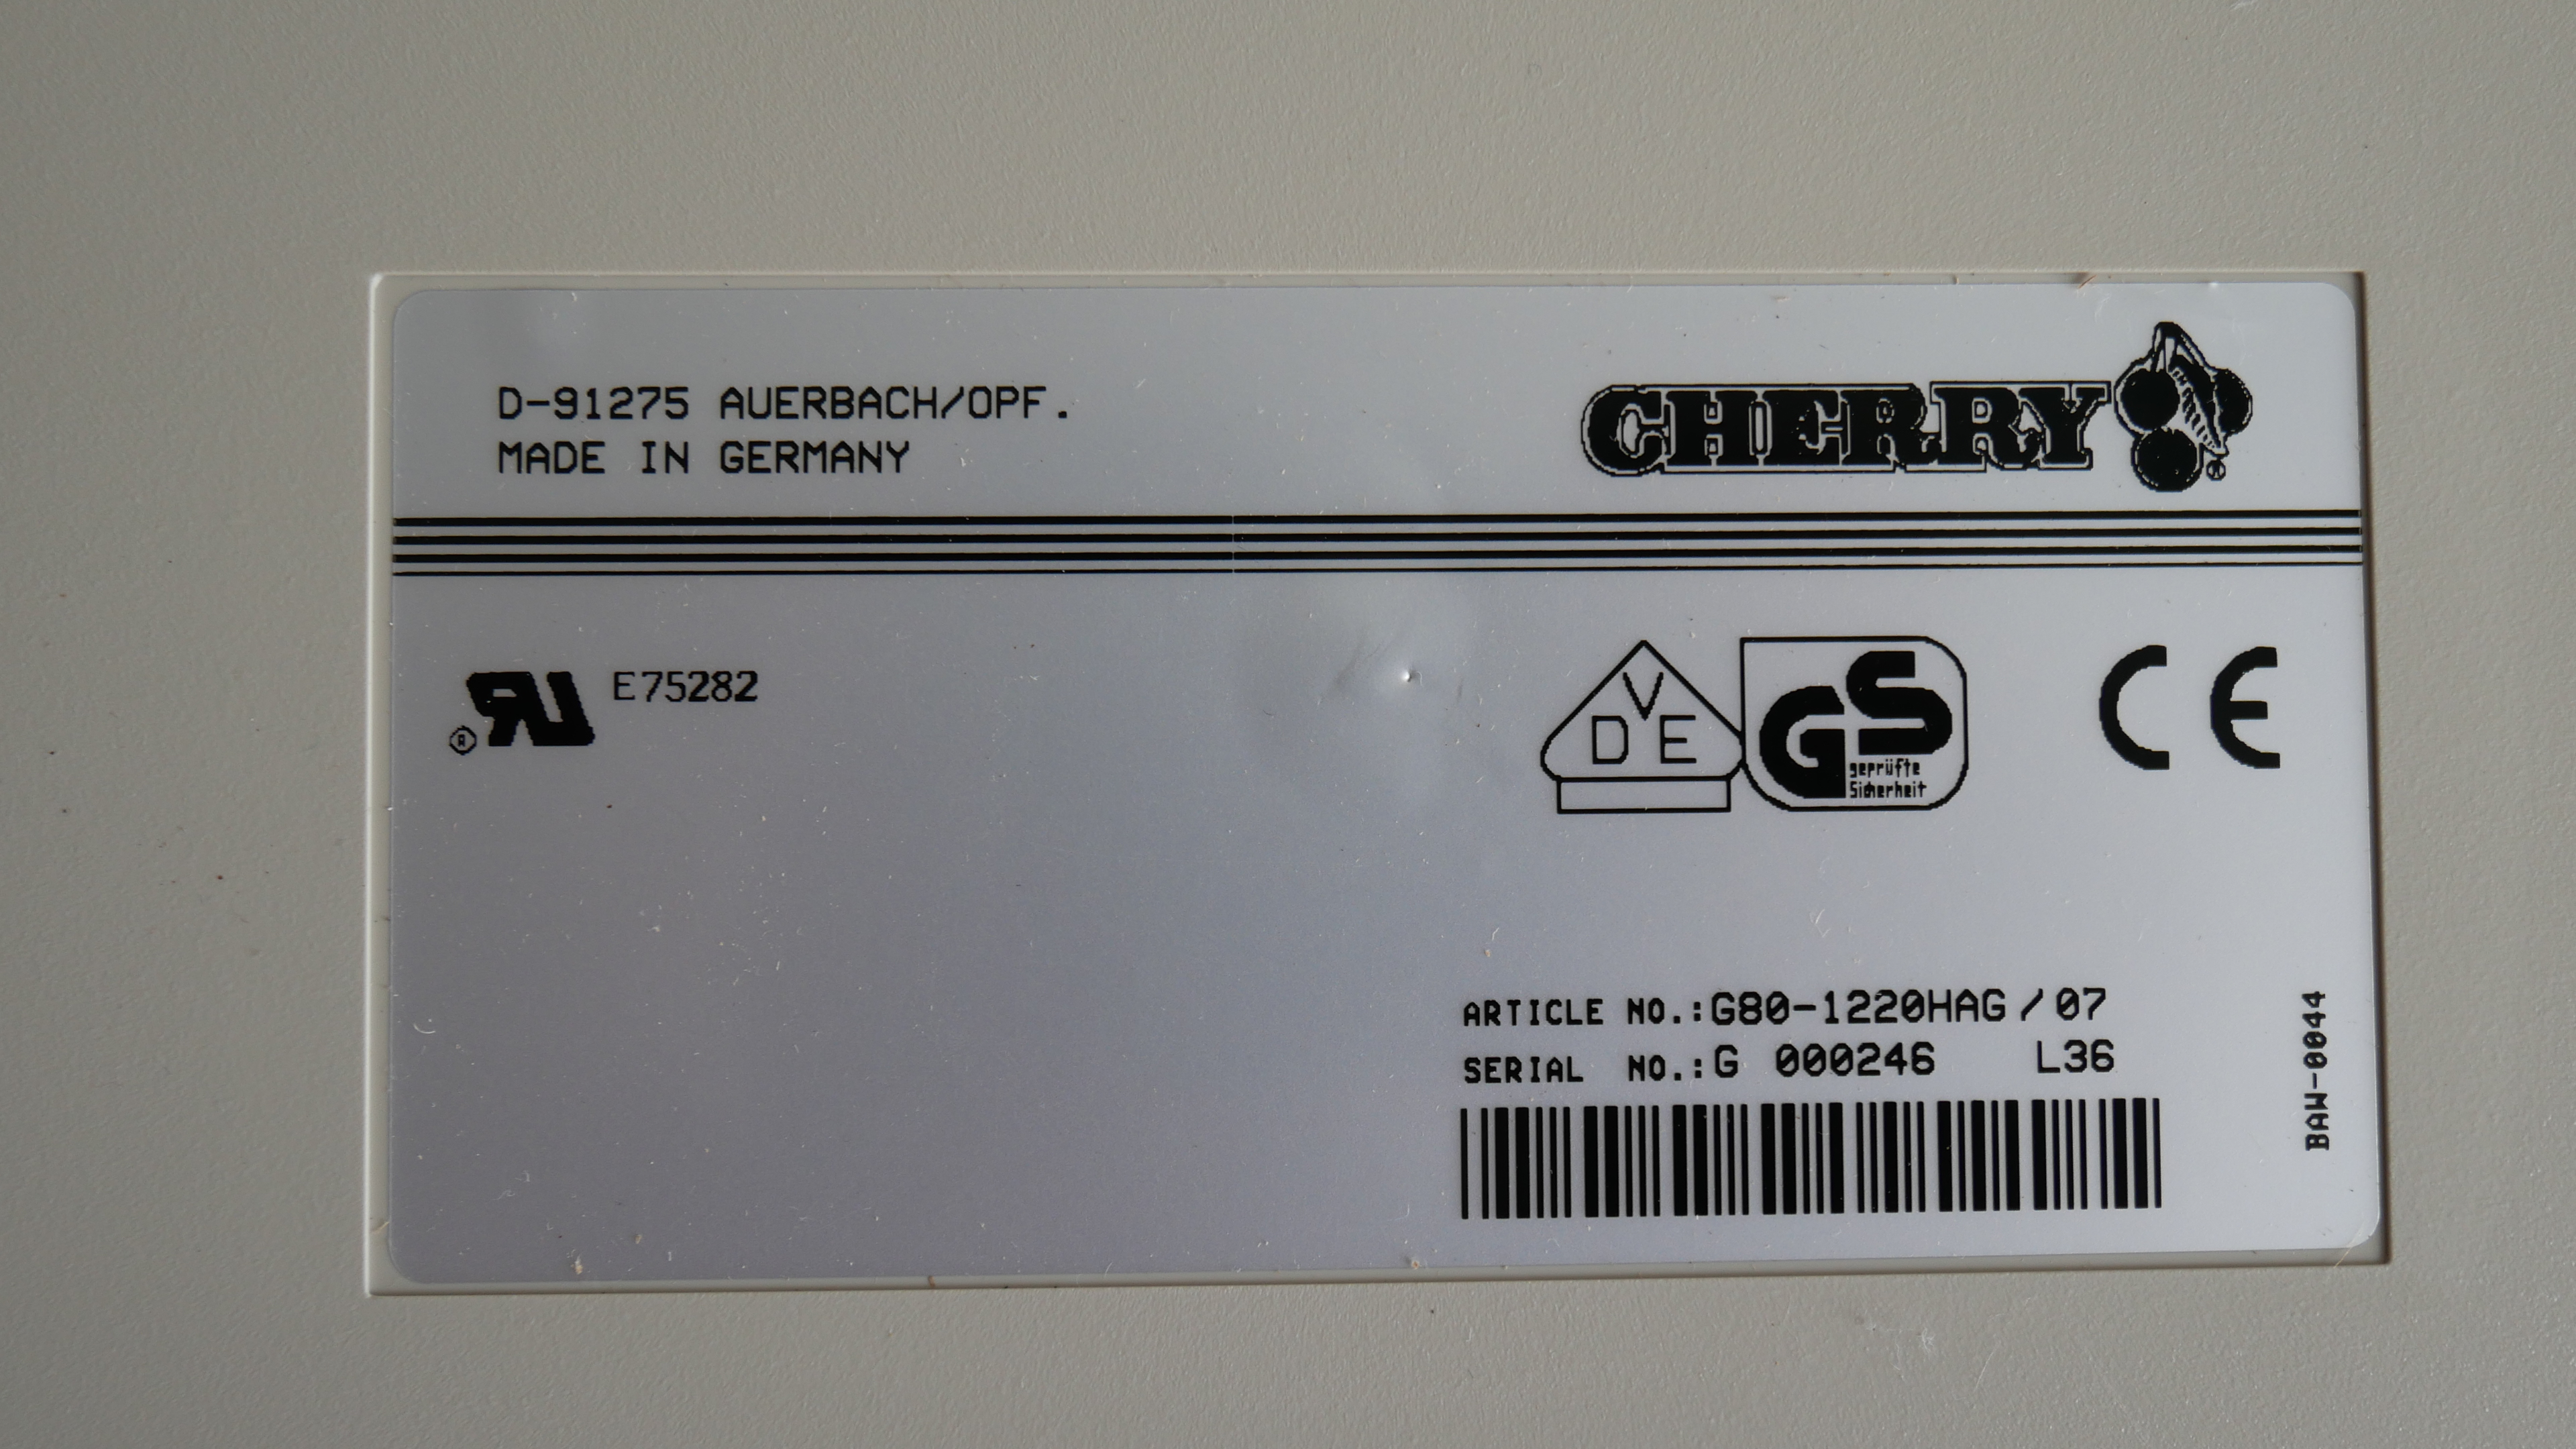 D-91275 AUERBACH/OPF.
MADE IN GERMANY
CHERRY ®
® RU E75282
VDE
GS
geprüfte
Sicherheit
CE
ARTICLE NO.:G80-1220HAG/07
SERIAL NO.:G 000246 L36
BAW-0044